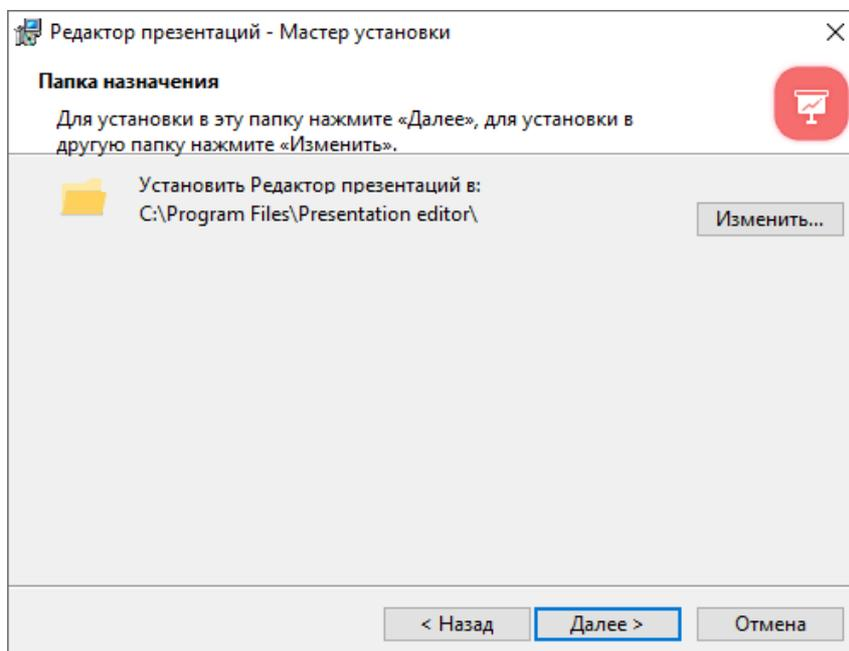 Редактор презентаций - Мастер установки
Папка назначения
Для установки в эту папку нажмите «Далее», для установки в
другую папку нажмите «Изменить».
Установить Редактор презентаций в:
C:\Program Files\Presentation editor\
Изменить...
< Назад
Далее >
Отмена